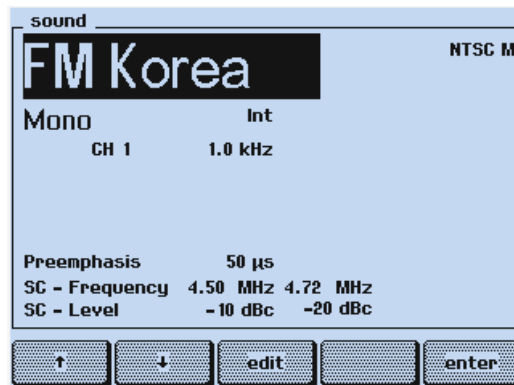 sound
FM Korea NTSC M
Mono Int
CH 1 1.0 kHz
Preemphasis 50 µs
SC - Frequency 4.50 MHz 4.72 MHz
SC - Level -10 dBc -20 dBc
↑ ↓ edit enter